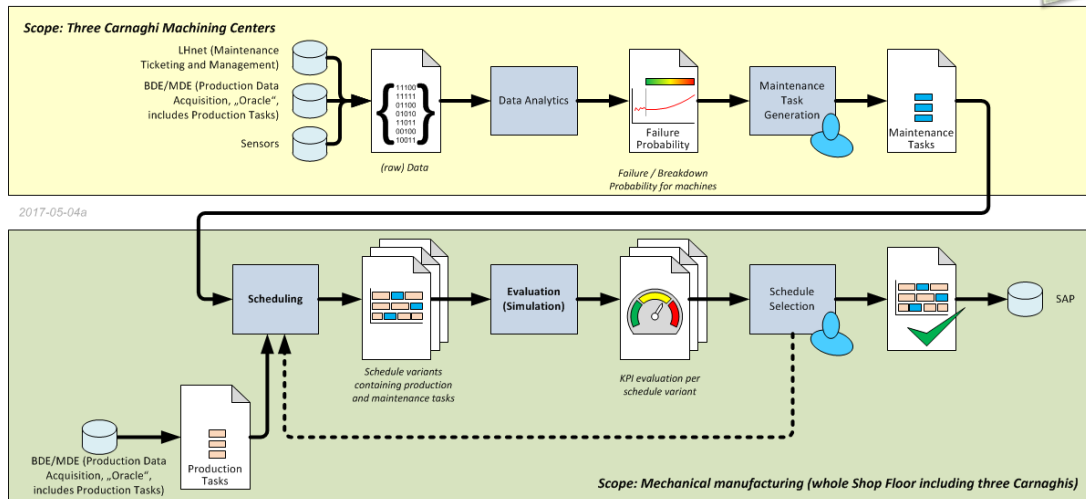 Scope: Three Carnaghi Machining Centers
LHnet (Maintenance
Ticketing and Management)
BDE/MDE (Production Data
Acquisition, „Oracle“,
includes Production Tasks)
Sensors
11100
11111
01100
01010
11011
00100
10011
(raw) Data
Data Analytics
Failure
Probability
Failure / Breakdown
Probability for machines
Maintenance
Task
Generation
Maintenance
Tasks
2017-05-04a
Scheduling
Schedule variants
containing production
and maintenance tasks
Evaluation
(Simulation)
KPI evaluation per
schedule variant
Schedule
Selection
SAP
BDE/MDE (Production Data
Acquisition, „Oracle“,
includes Production Tasks)
Production
Tasks
Scope: Mechanical manufacturing (whole Shop Floor including three Carnaghis)